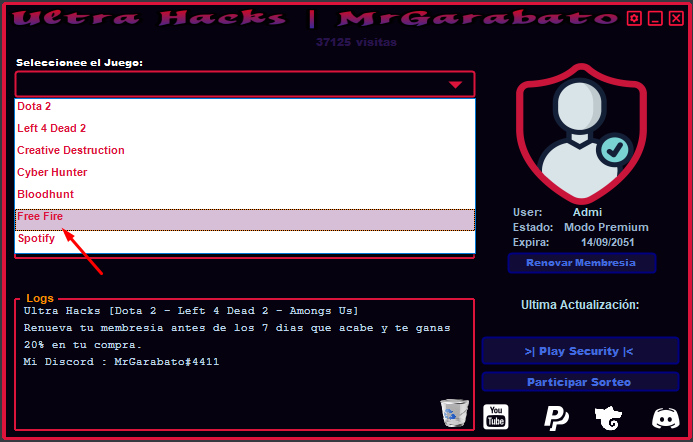 Ultra Hacks | MrGarabato
37125 visitas
Seleccionee el Juego:
Dota 2
Left 4 Dead 2
Creative Destruction
Cyber Hunter
Bloodhunt
Free Fire
Spotify
User: Admi
Estado: Modo Premium
Expira: 14/09/2051
Renovar Membresia
Ultima Actualización:
Logs
Ultra Hacks [Dota 2 - Left 4 Dead 2 - Amongs Us]
Renueva tu membresia antes de los 7 dias que acabe y te ganas
20% en tu compra.
Mi Discord : MrGarabato#4411
>| Play Security |<
Participar Sorteo
You
Tube